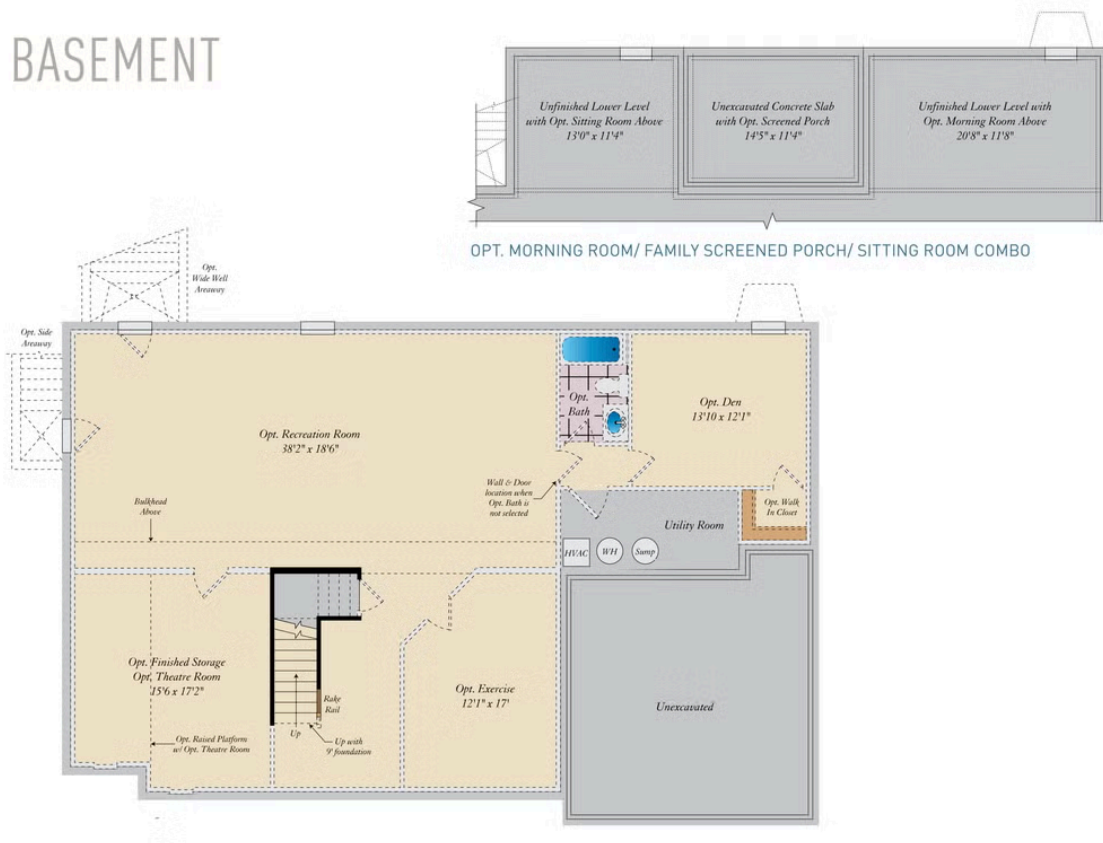 BASEMENT
Unfinished Lower Level
with Opt. Sitting Room Above
13'0" x 11'4"
Unexcavated Concrete Slab
with Opt. Screened Porch
14'5" x 11'4"
Unfinished Lower Level with
Opt. Morning Room Above
20'8" x 11'8"
OPT. MORNING ROOM/ FAMILY SCREENED PORCH/ SITTING ROOM COMBO
Opt.
Wide Well
Areaway
Opt. Side
Areaway
Opt. Recreation Room
38'2" x 18'6"
Opt.
Bath
Opt. Den
13'10 x 12'1"
Wall & Door
location when
Opt. Bath is
not selected
Opt. Walk
In Closet
Bulkhead
Above
Utility Room
HVAC
WH
Sump
Opt. Finished Storage
Opt. Theatre Room
15'6 x 17'2"
Rake
Rail
Opt. Exercise
12'1" x 17'
Unexcavated
Opt. Raised Platform
w/ Opt. Theatre Room
Up
Up with
9' foundation